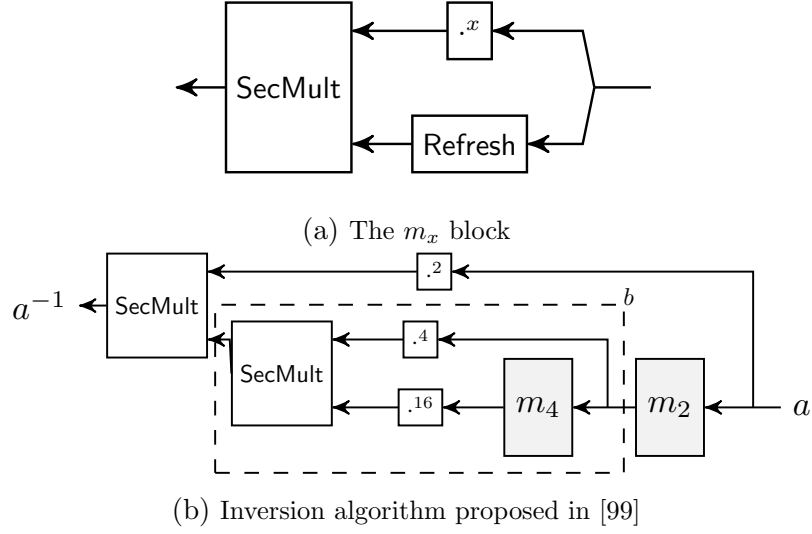 .ˣ
SecMult
Refresh
(a) The mₓ block
.²
b
a⁻¹ SecMult
.⁴
SecMult
.¹⁶ m₄ m₂ a
(b) Inversion algorithm proposed in [99]